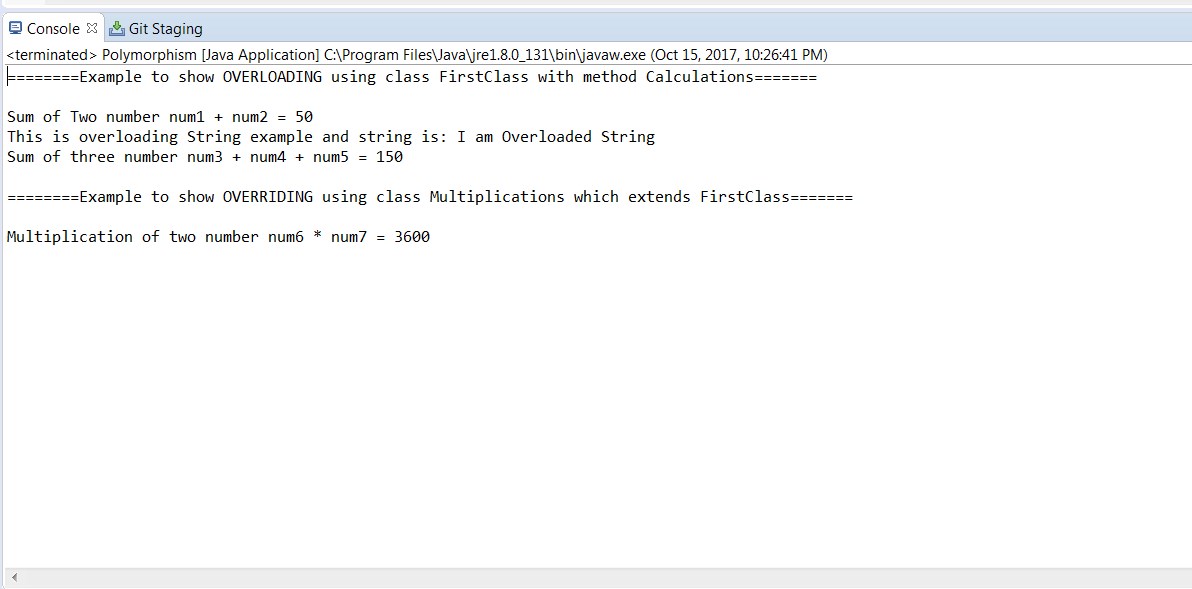 Console Git Staging
<terminated> Polymorphism [Java Application] C:\Program Files\Java\jre1.8.0_131\bin\javaw.exe (Oct 15, 2017, 10:26:41 PM)
========Example to show OVERLOADING using class FirstClass with method Calculations=======
Sum of Two number num1 + num2 = 50
This is overloading String example and string is: I am Overloaded String
Sum of three number num3 + num4 + num5 = 150
========Example to show OVERRIDING using class Multiplications which extends FirstClass=======
Multiplication of two number num6 * num7 = 3600